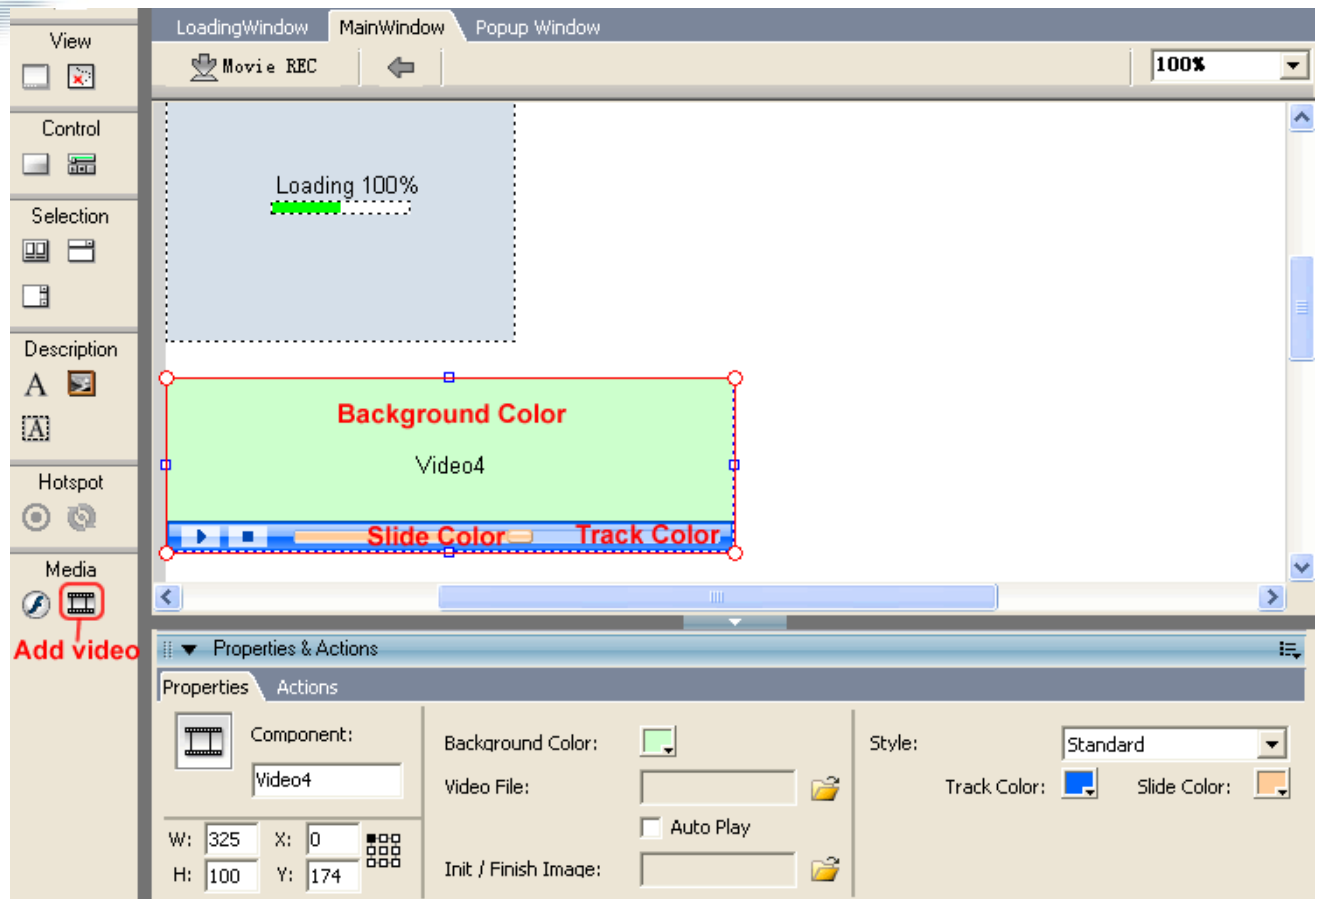 View
Control
Selection
Description
A
A
Hotspot
Media
Add video
LoadingWindow
MainWindow
Popup Window
Movie REC
100%
Loading 100%
Background Color
Video4
Slide Color
Track Color
Properties & Actions
Properties
Actions
Component:
Video4
W: 325 X: 0
H: 100 Y: 174
Background Color:
Video File:
Auto Play
Init / Finish Image:
Style: Standard
Track Color: Slide Color: